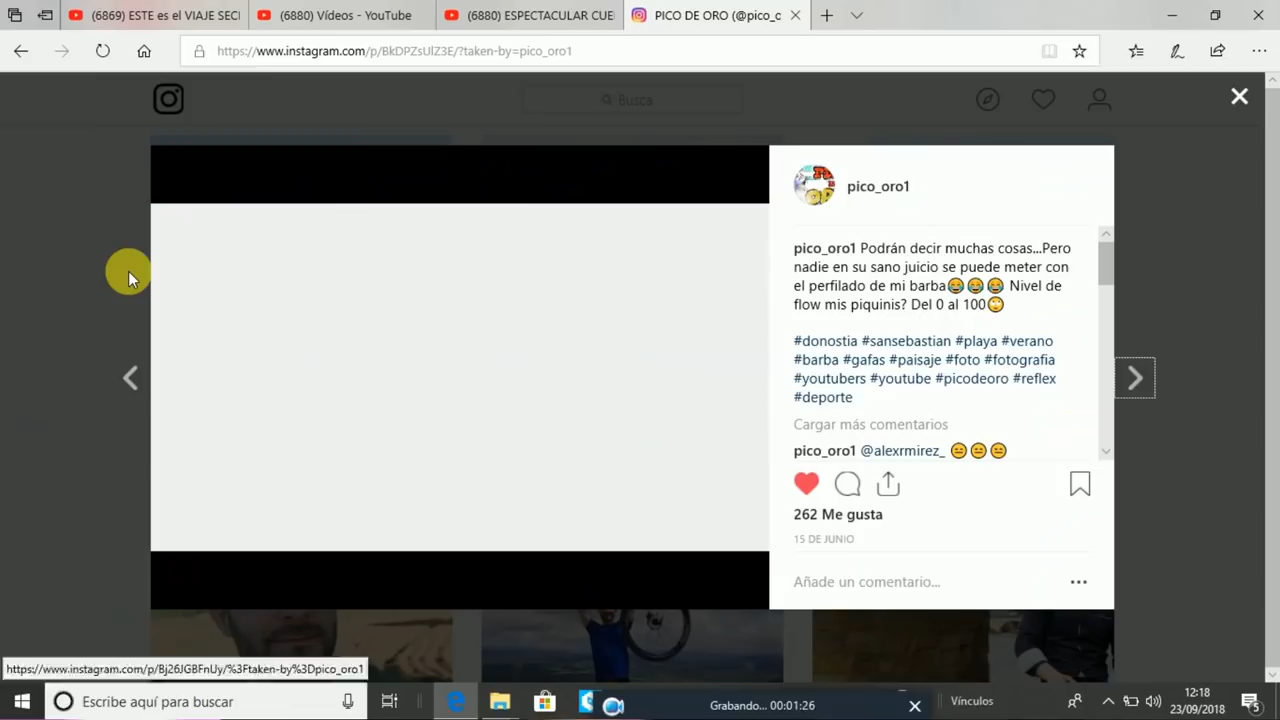 (6869) ESTE es el VIAJE SECI
(6880) Vídeos - YouTube
(6880) ESPECTACULAR CUE
PICO DE ORO (@pico_o
https://www.instagram.com/p/BkDPZsUlZ3E/?taken-by=pico_oro1
Busca
pico_oro1
pico_oro1 Podrán decir muchas cosas...Pero
nadie en su sano juicio se puede meter con
el perfilado de mi barba😂😂😂 Nivel de
flow mis piquinis? Del 0 al 100🙄
#donostia #sansebastian #playa #verano
#barba #gafas #paisaje #foto #fotografia
#youtubers #youtube #picodeoro #reflex
#deporte
Cargar más comentarios
pico_oro1 @alexrmirez_ 😑😑😑
262 Me gusta
15 DE JUNIO
Añade un comentario...
https://www.instagram.com/p/Bj26JGBFnUy/%3Ftaken-by%3Dpico_oro1
Escribe aquí para buscar
Grabando... 00:01:26
Vínculos
12:18
23/09/2018
5